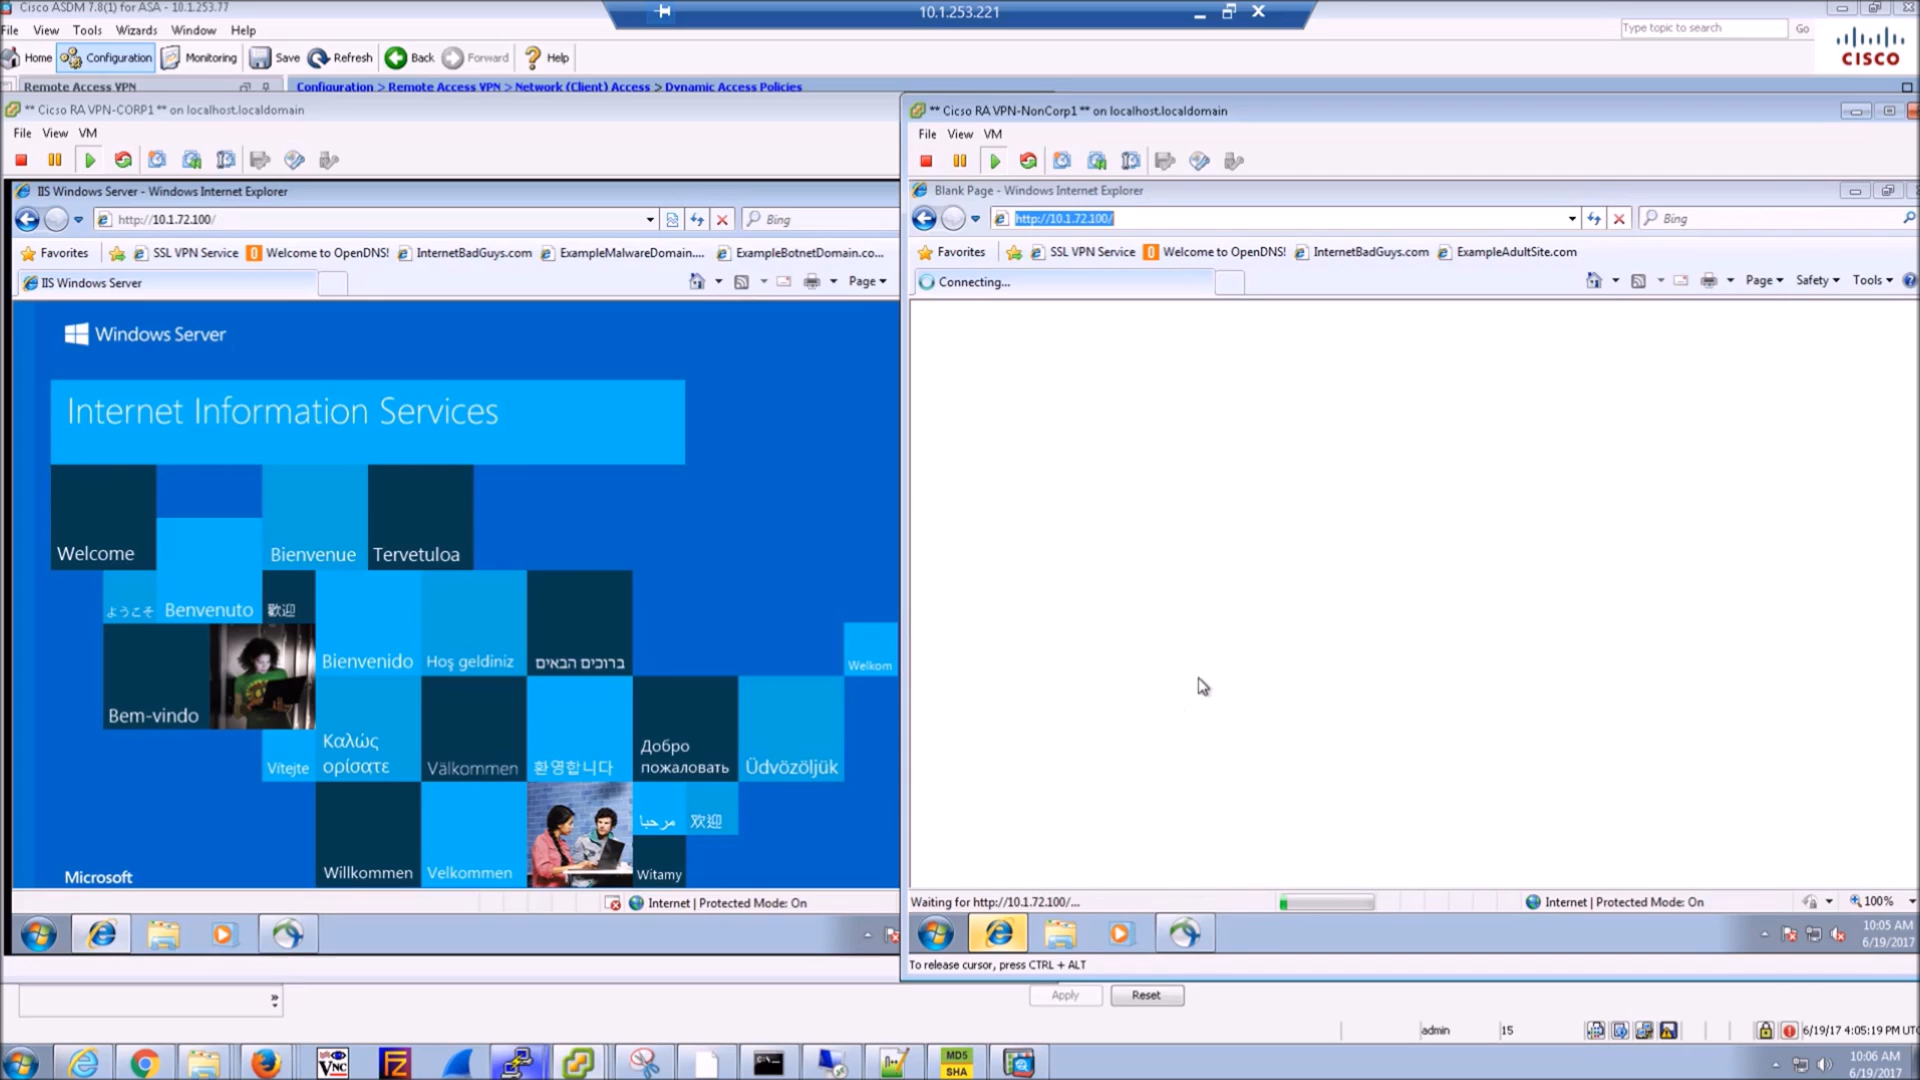 Cisco ASDM 7.8(1) for ASA - 10.1.253.77
10.1.253.221
File View Tools Wizards Window Help
Type topic to search Go
CISCO
Home Configuration Monitoring Save Refresh Back Forward Help
Remote Access VPN
Configuration > Remote Access VPN > Network (Client) Access > Dynamic Access Policies
** Cicso RA VPN-CORP1 ** on localhost.localdomain
File View VM
IIS Windows Server - Windows Internet Explorer
http://10.1.72.100/
Bing
Favorites SSL VPN Service Welcome to OpenDNS! InternetBadGuys.com ExampleMalwareDomain.... ExampleBotnetDomain.co...
IIS Windows Server
Page
Windows Server
Internet Information Services
Welcome
Bienvenue
Tervetuloa
ようこそ
Benvenuto
歡迎
Bienvenido
Hoş geldiniz
ברוכים הבאים
Welkom
Bem-vindo
Vítejte
Καλώς
ορίσατε
Välkommen
환영합니다
Добро
пожаловать
Üdvözöljük
مرحبا
欢迎
Willkommen
Velkommen
Witamy
Microsoft
Internet | Protected Mode: On
** Cicso RA VPN-NonCorp1 ** on localhost.localdomain
File View VM
Blank Page - Windows Internet Explorer
http://10.1.72.100/
Bing
Favorites SSL VPN Service Welcome to OpenDNS! InternetBadGuys.com ExampleAdultSite.com
Connecting...
Page Safety Tools
Waiting for http://10.1.72.100/...
Internet | Protected Mode: On
100%
10:05 AM
6/19/2017
To release cursor, press CTRL + ALT
Apply Reset
admin 15
6/19/17 4:05:19 PM UTC
VNC
FZ
MD5
SHA
10:06 AM
6/19/2017